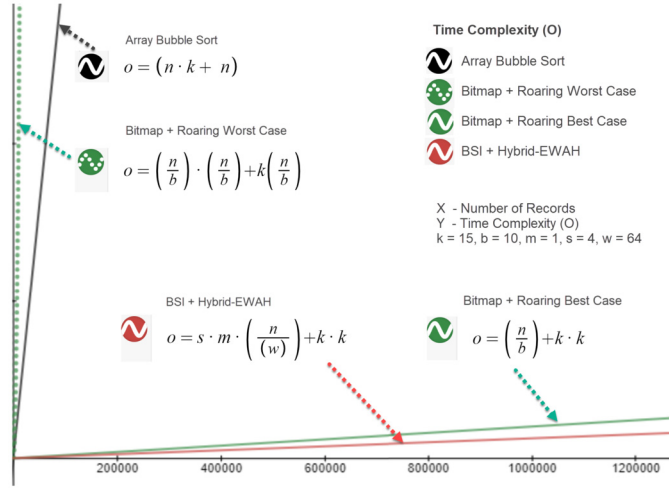 Array Bubble Sort
o = (n · k + n)
Bitmap + Roaring Worst Case
o = (n/b) · (n/b) + k(n/b)
Time Complexity (O)
Array Bubble Sort
Bitmap + Roaring Worst Case
Bitmap + Roaring Best Case
BSI + Hybrid-EWAH
X - Number of Records
Y - Time Complexity (O)
k = 15, b = 10, m = 1, s = 4, w = 64
BSI + Hybrid-EWAH
o = s · m · (n/(w)) + k · k
Bitmap + Roaring Best Case
o = (n/b) + k · k
200000 400000 600000 800000 1000000 1200000